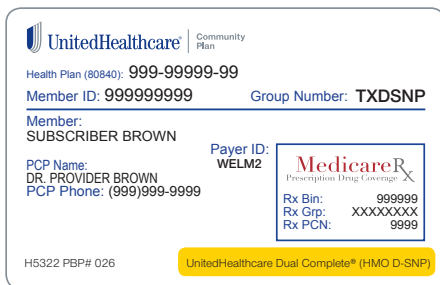 UnitedHealthcare® Community
Plan
Health Plan (80840): 999-99999-99
Member ID: 999999999 Group Number: TXDSNP
Member:
SUBSCRIBER BROWN
PCP Name:
DR. PROVIDER BROWN
PCP Phone: (999)999-9999
Payer ID:
WELM2
MedicareRx
Prescription Drug Coverage
Rx Bin: 999999
Rx Grp: XXXXXXXX
Rx PCN: 9999
H5322 PBP# 026 UnitedHealthcare Dual Complete® (HMO D-SNP)